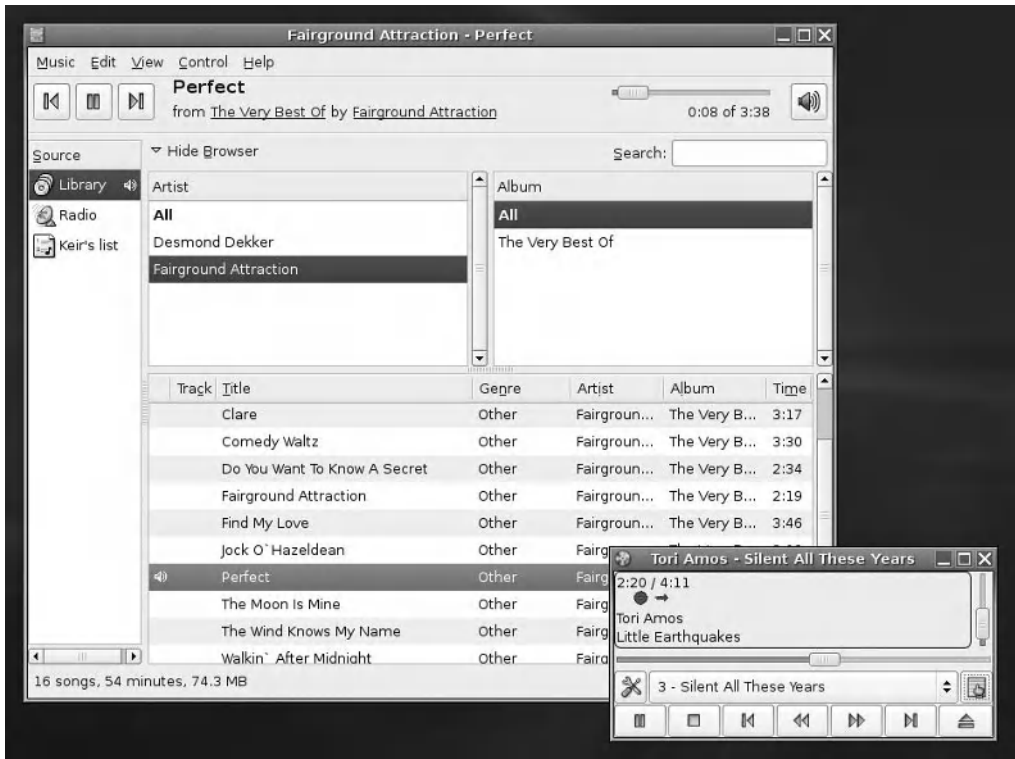 Fairground Attraction - Perfect
Music Edit View Control Help
Perfect
from The Very Best Of by Fairground Attraction
0:08 of 3:38
Source
Hide Browser
Search:
Library
Radio
Keir's list
Artist
All
Desmond Dekker
Fairground Attraction
Album
All
The Very Best Of
Track Title Genre Artist Album Time
Clare Other Fairgroun... The Very B... 3:17
Comedy Waltz Other Fairgroun... The Very B... 3:30
Do You Want To Know A Secret Other Fairgroun... The Very B... 2:34
Fairground Attraction Other Fairgroun... The Very B... 2:19
Find My Love Other Fairgroun... The Very B... 3:46
Jock O`Hazeldean Other Fairg
Perfect Other Fairg
The Moon Is Mine Other Fairg
The Wind Knows My Name Other Fairg
Walkin` After Midnight Other Fairg
16 songs, 54 minutes, 74.3 MB
Tori Amos - Silent All These Years
2:20 / 4:11
Tori Amos
Little Earthquakes
3 - Silent All These Years